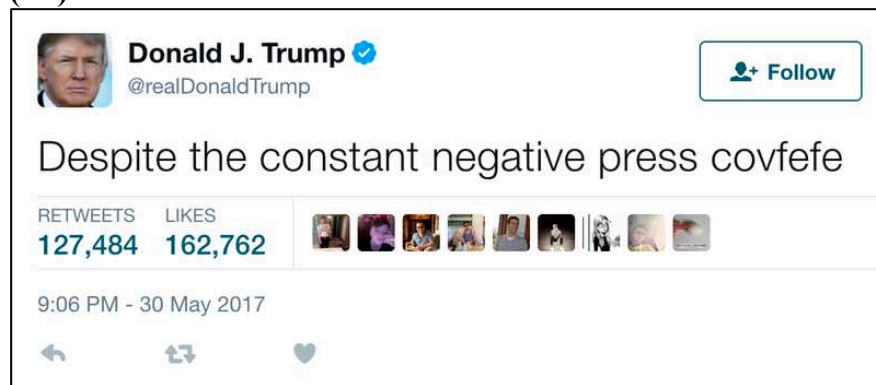 Donald J. Trump
@realDonaldTrump
Follow
Despite the constant negative press covfefe
RETWEETS LIKES
127,484 162,762
9:06 PM - 30 May 2017